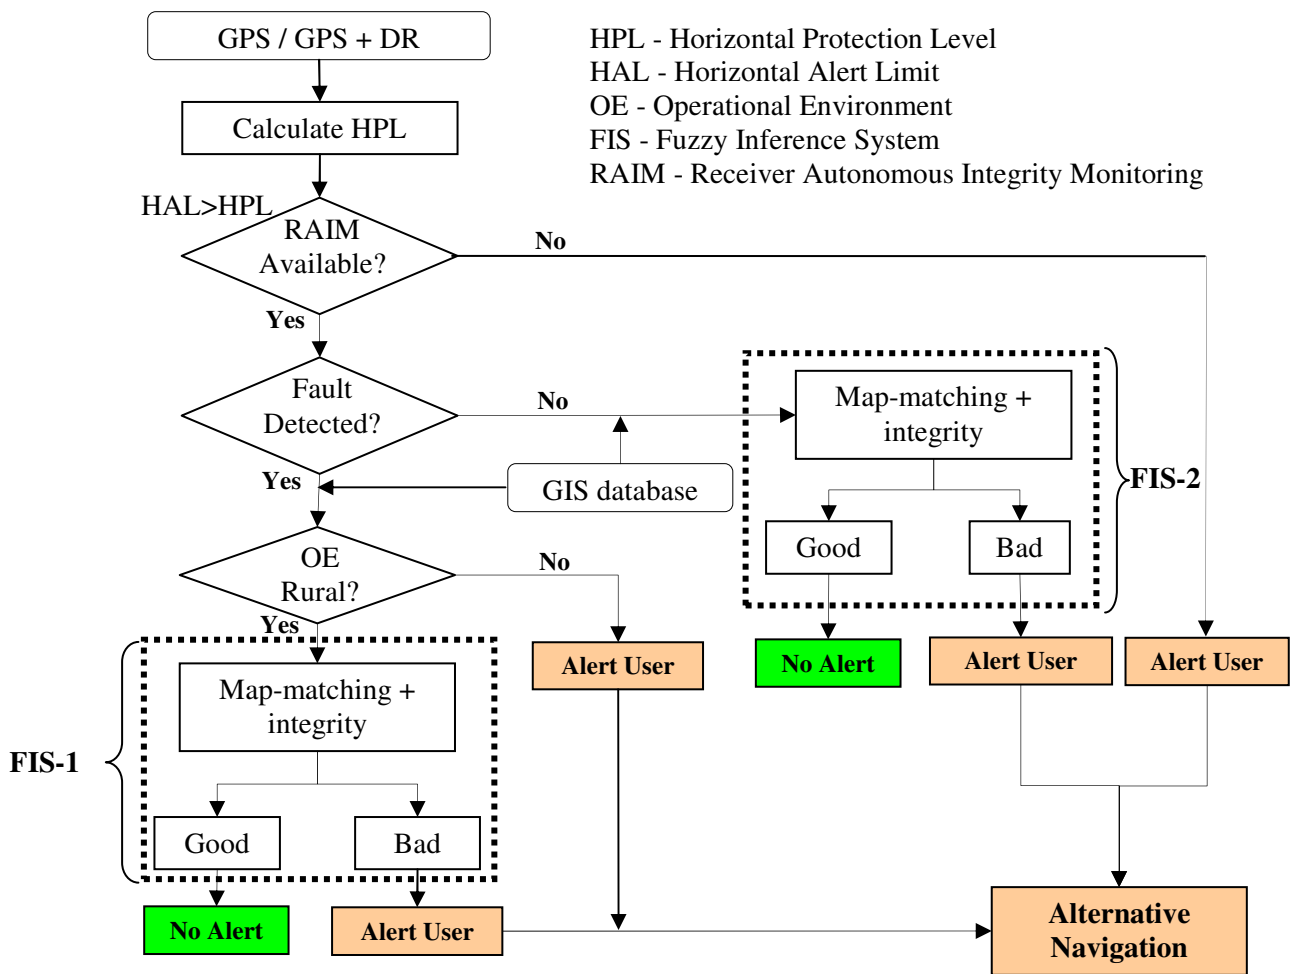 GPS / GPS + DR
HPL - Horizontal Protection Level
HAL - Horizontal Alert Limit
OE - Operational Environment
FIS - Fuzzy Inference System
RAIM - Receiver Autonomous Integrity Monitoring
Calculate HPL
HAL>HPL
RAIM
Available?
No
Yes
Fault
Detected?
No
Yes
GIS database
Map-matching +
integrity
FIS-2
Good
Bad
OE
Rural?
No
Yes
Alert User
No Alert
Alert User
Alert User
Map-matching +
integrity
FIS-1
Good
Bad
No Alert
Alert User
Alternative
Navigation